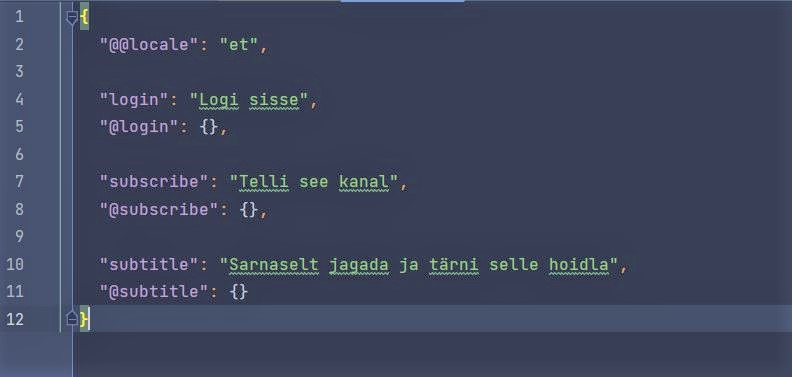 1 {
2 "@@locale": "et",
3
4 "login": "Logi sisse",
5 "@login": {},
6
7 "subscribe": "Telli see kanal",
8 "@subscribe": {},
9
10 "subtitle": "Sarnaselt jagada ja tärni selle hoidla",
11 "@subtitle": {}
12 }